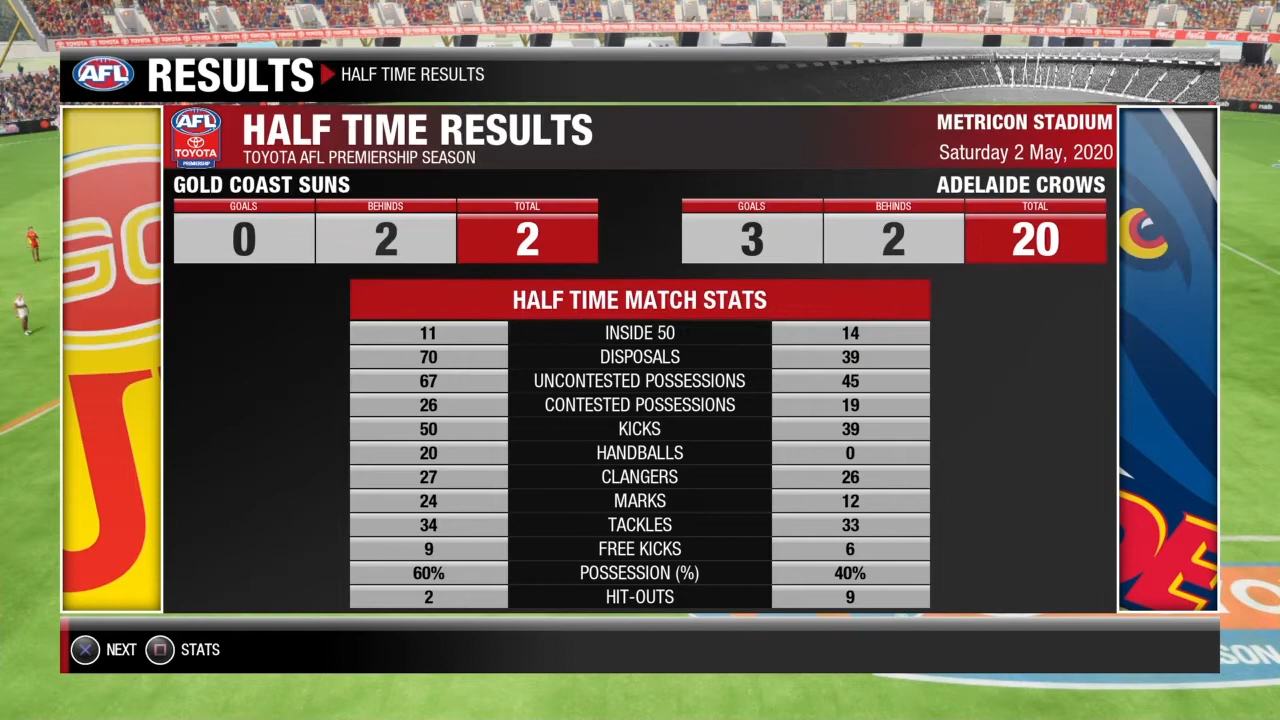 AFL RESULTS HALF TIME RESULTS
AFL
TOYOTA
PREMIERSHIP
HALF TIME RESULTS
TOYOTA AFL PREMIERSHIP SEASON
METRICON STADIUM
Saturday 2 May, 2020
GOLD COAST SUNS
ADELAIDE CROWS
GOALS BEHINDS TOTAL GOALS BEHINDS TOTAL
0 2 2 3 2 20
HALF TIME MATCH STATS
11 INSIDE 50 14
70 DISPOSALS 39
67 UNCONTESTED POSSESSIONS 45
26 CONTESTED POSSESSIONS 19
50 KICKS 39
20 HANDBALLS 0
27 CLANGERS 26
24 MARKS 12
34 TACKLES 33
9 FREE KICKS 6
60% POSSESSION (%) 40%
2 HIT-OUTS 9
NEXT STATS